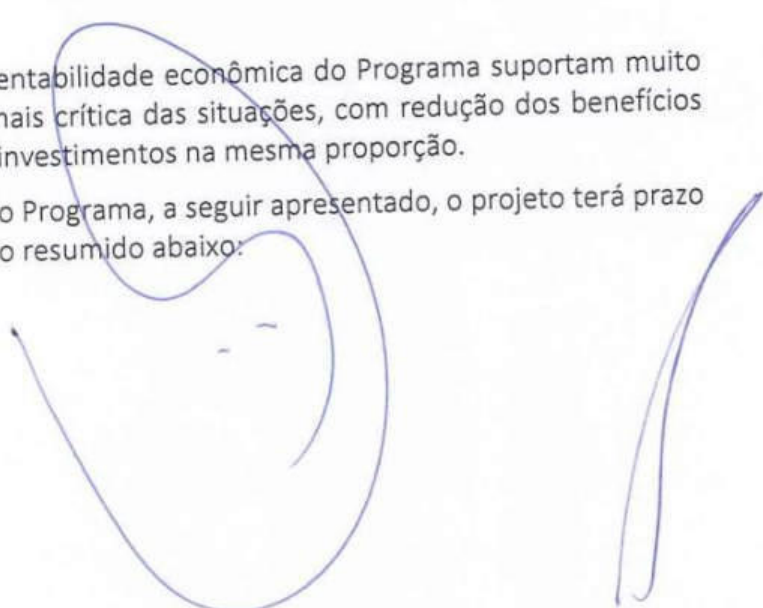 entabilidade econômica do Programa suportam muito
nais crítica das situações, com redução dos benefícios
investimentos na mesma proporção.
o Programa, a seguir apresentado, o projeto terá prazo
o resumido abaixo: